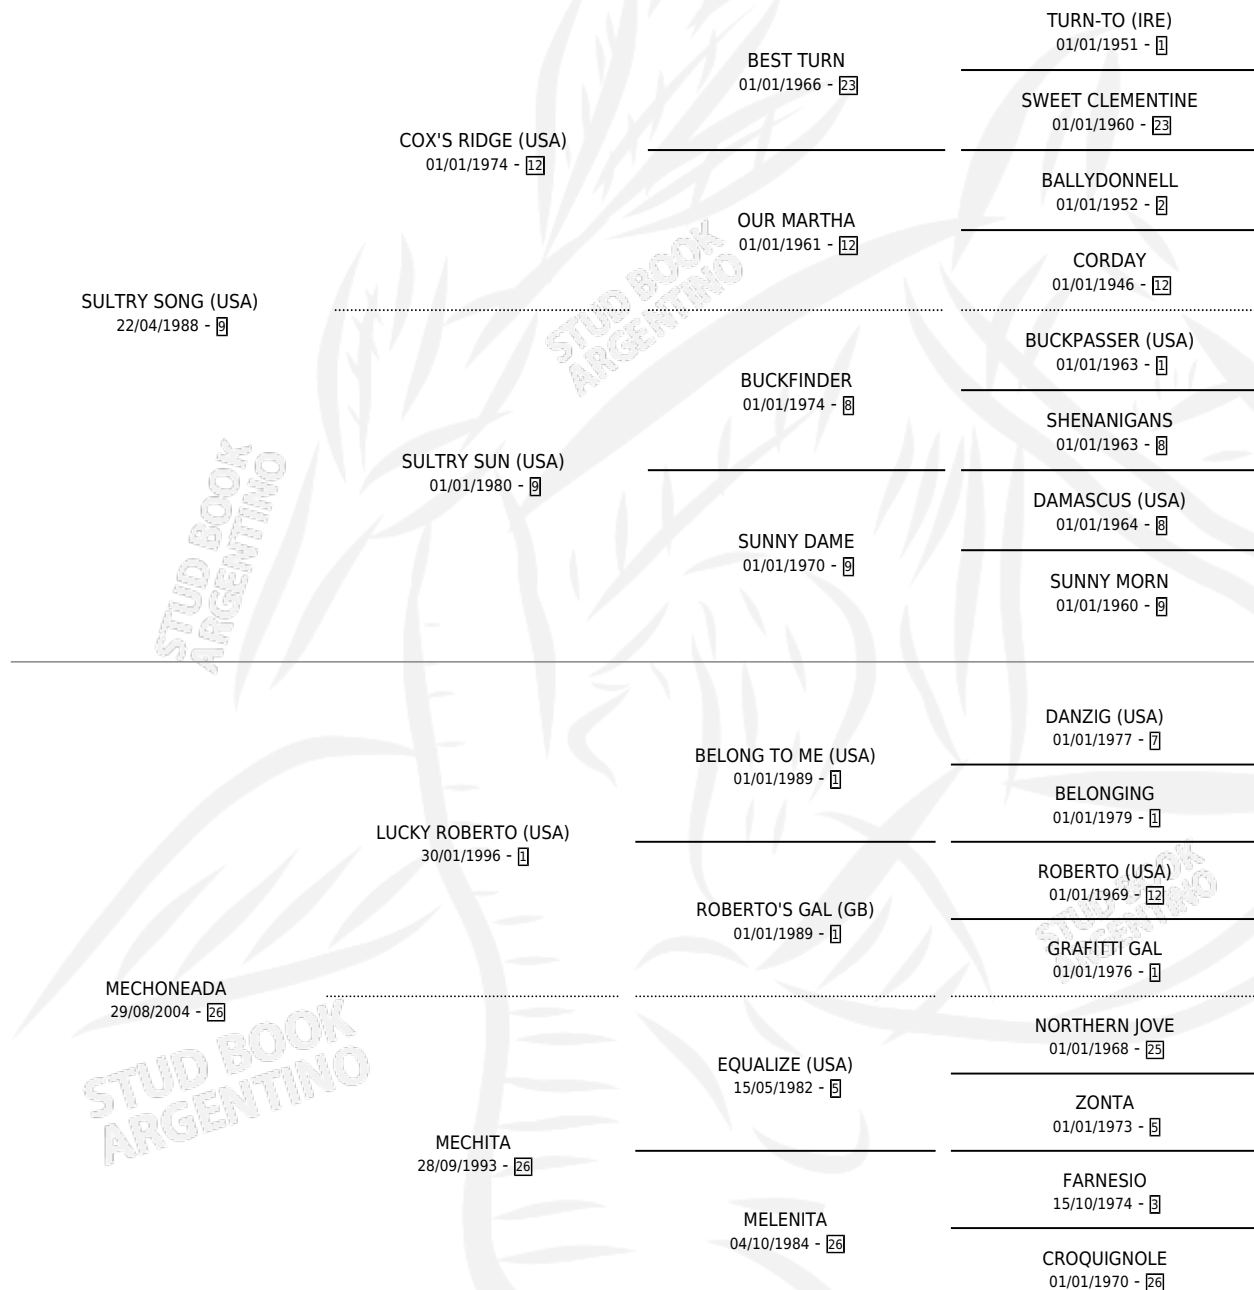 TURN-TO (IRE)
01/01/1951 - 1
BEST TURN
01/01/1966 - 23
SWEET CLEMENTINE
01/01/1960 - 23
COX'S RIDGE (USA)
01/01/1974 - 12
BALLYDONNELL
01/01/1952 - 2
OUR MARTHA
01/01/1961 - 12
CORDAY
01/01/1946 - 12
SULTRY SONG (USA)
22/04/1988 - 9
BUCKPASSER (USA)
01/01/1963 - 1
BUCKFINDER
01/01/1974 - 8
SHENANIGANS
01/01/1963 - 8
SULTRY SUN (USA)
01/01/1980 - 9
DAMASCUS (USA)
01/01/1964 - 8
SUNNY DAME
01/01/1970 - 9
SUNNY MORN
01/01/1960 - 9
DANZIG (USA)
01/01/1977 - 7
BELONG TO ME (USA)
01/01/1989 - 1
BELONGING
01/01/1979 - 1
LUCKY ROBERTO (USA)
30/01/1996 - 1
ROBERTO (USA)
01/01/1969 - 12
ROBERTO'S GAL (GB)
01/01/1989 - 1
GRAFITTI GAL
01/01/1976 - 1
MECHONEADA
29/08/2004 - 26
NORTHERN JOVE
01/01/1968 - 25
EQUALIZE (USA)
15/05/1982 - 5
ZONTA
01/01/1973 - 5
MECHITA
28/09/1993 - 26
FARNESIO
15/10/1974 - 3
MELENITA
04/10/1984 - 26
CROQUIGNOLE
01/01/1970 - 26
STUD BOOK
ARGENTINO
STUD BOOK
ARGENTINO
STUD BOOK
ARGENTINO
STUD BOOK
ARGENTINO